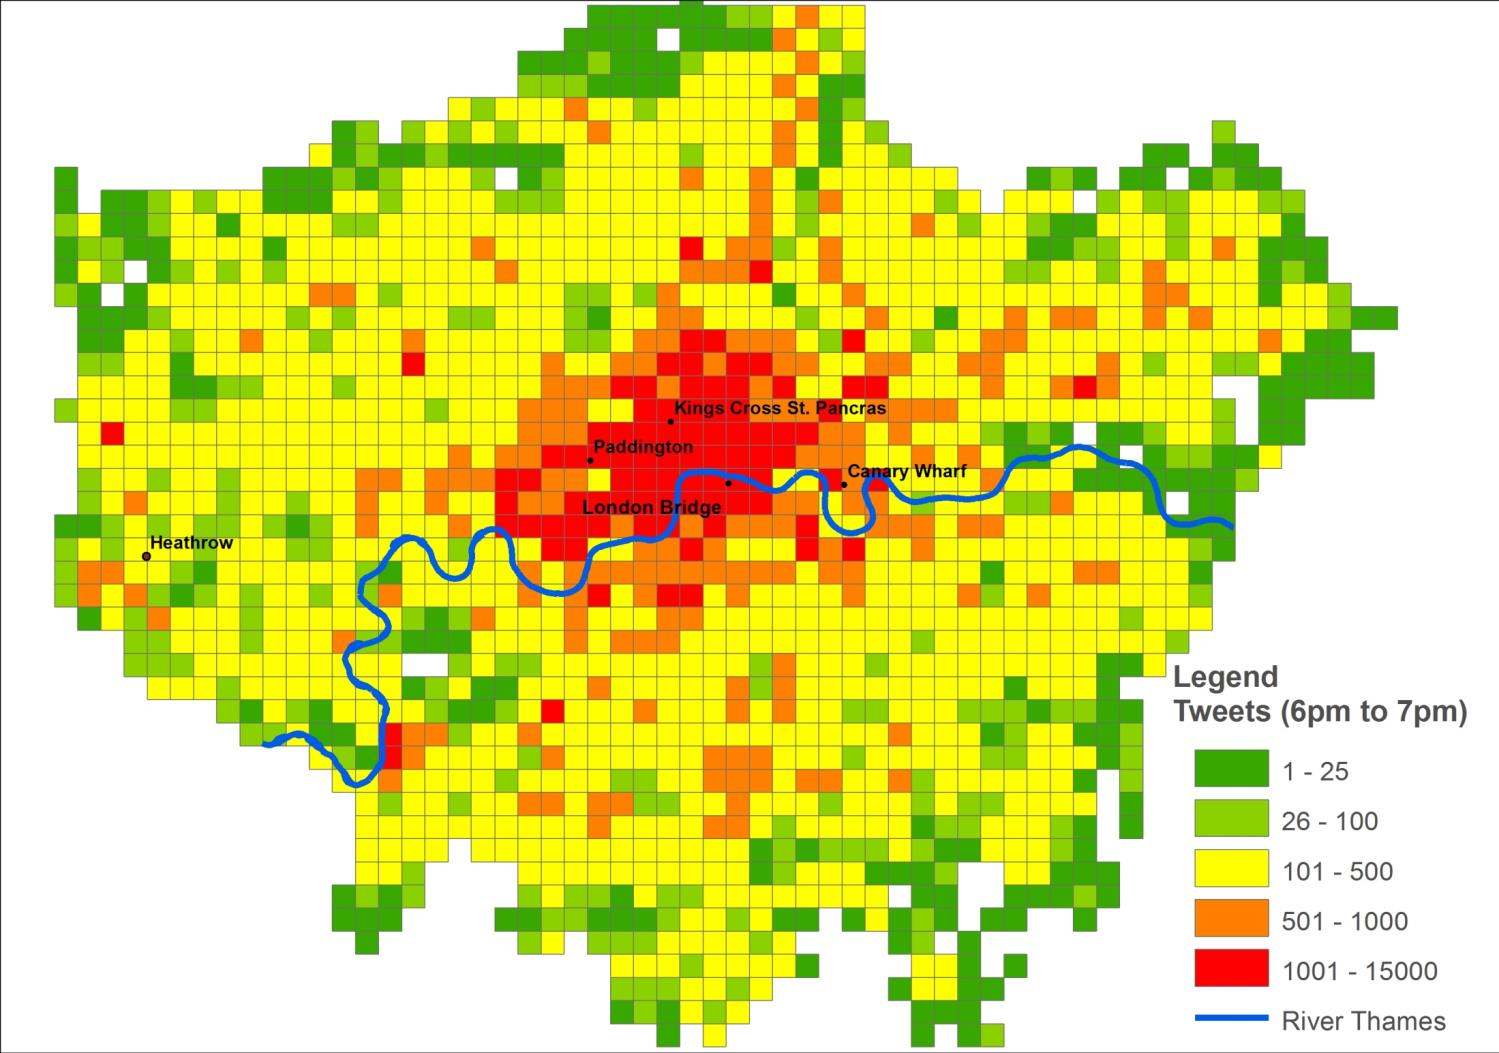 Kings Cross St. Pancras
Paddington
Canary Wharf
London Bridge
Heathrow
Legend
Tweets (6pm to 7pm)
1 - 25
26 - 100
101 - 500
501 - 1000
1001 - 15000
River Thames